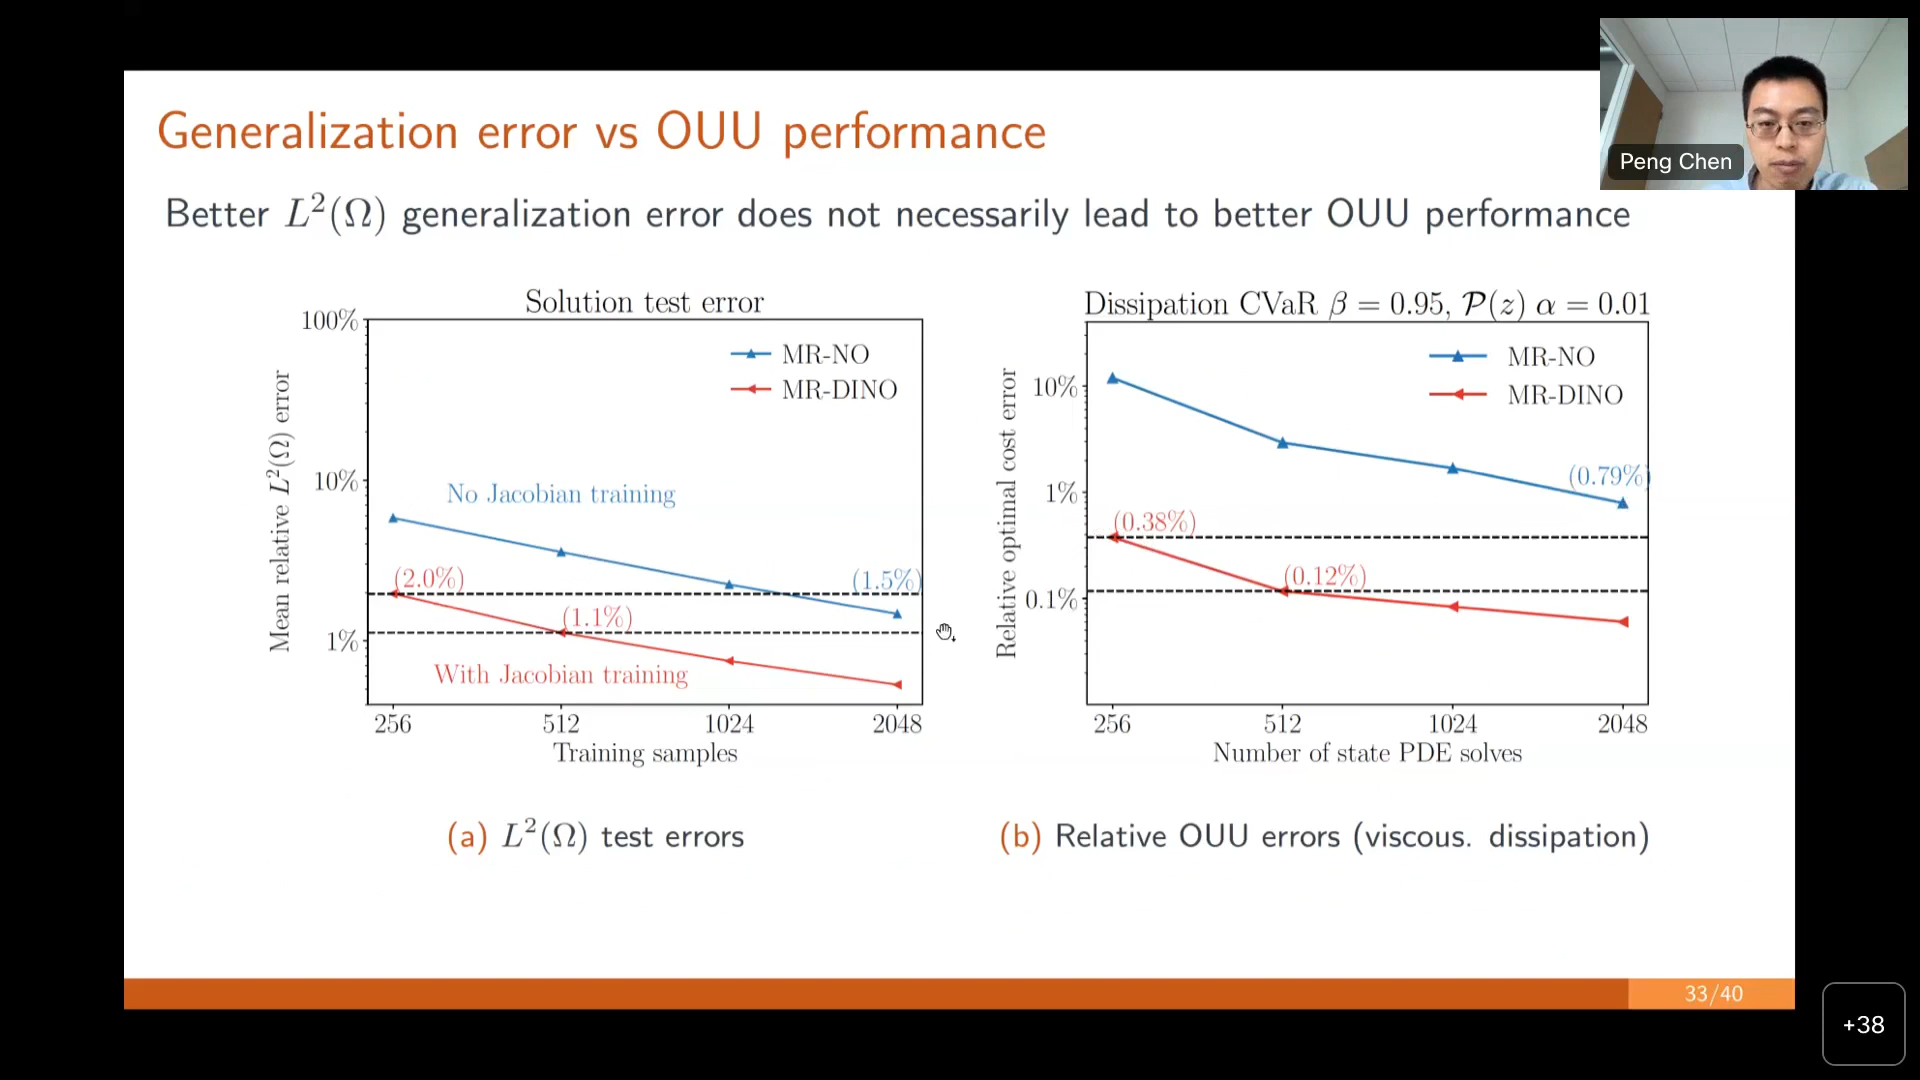 Peng Chen
Generalization error vs OUU performance
Better L²(Ω) generalization error does not necessarily lead to better OUU performance
Solution test error
100%
10%
1%
Mean relative L²(Ω) error
MR-NO
MR-DINO
No Jacobian training
(2.0%)
(1.5%)
(1.1%)
With Jacobian training
256 512 1024 2048
Training samples
(a) L²(Ω) test errors
Dissipation CVaR β = 0.95, 𝒫(z) α = 0.01
10%
1%
0.1%
Relative optimal cost error
MR-NO
MR-DINO
(0.79%)
(0.38%)
(0.12%)
256 512 1024 2048
Number of state PDE solves
(b) Relative OUU errors (viscous. dissipation)
33/40
+38